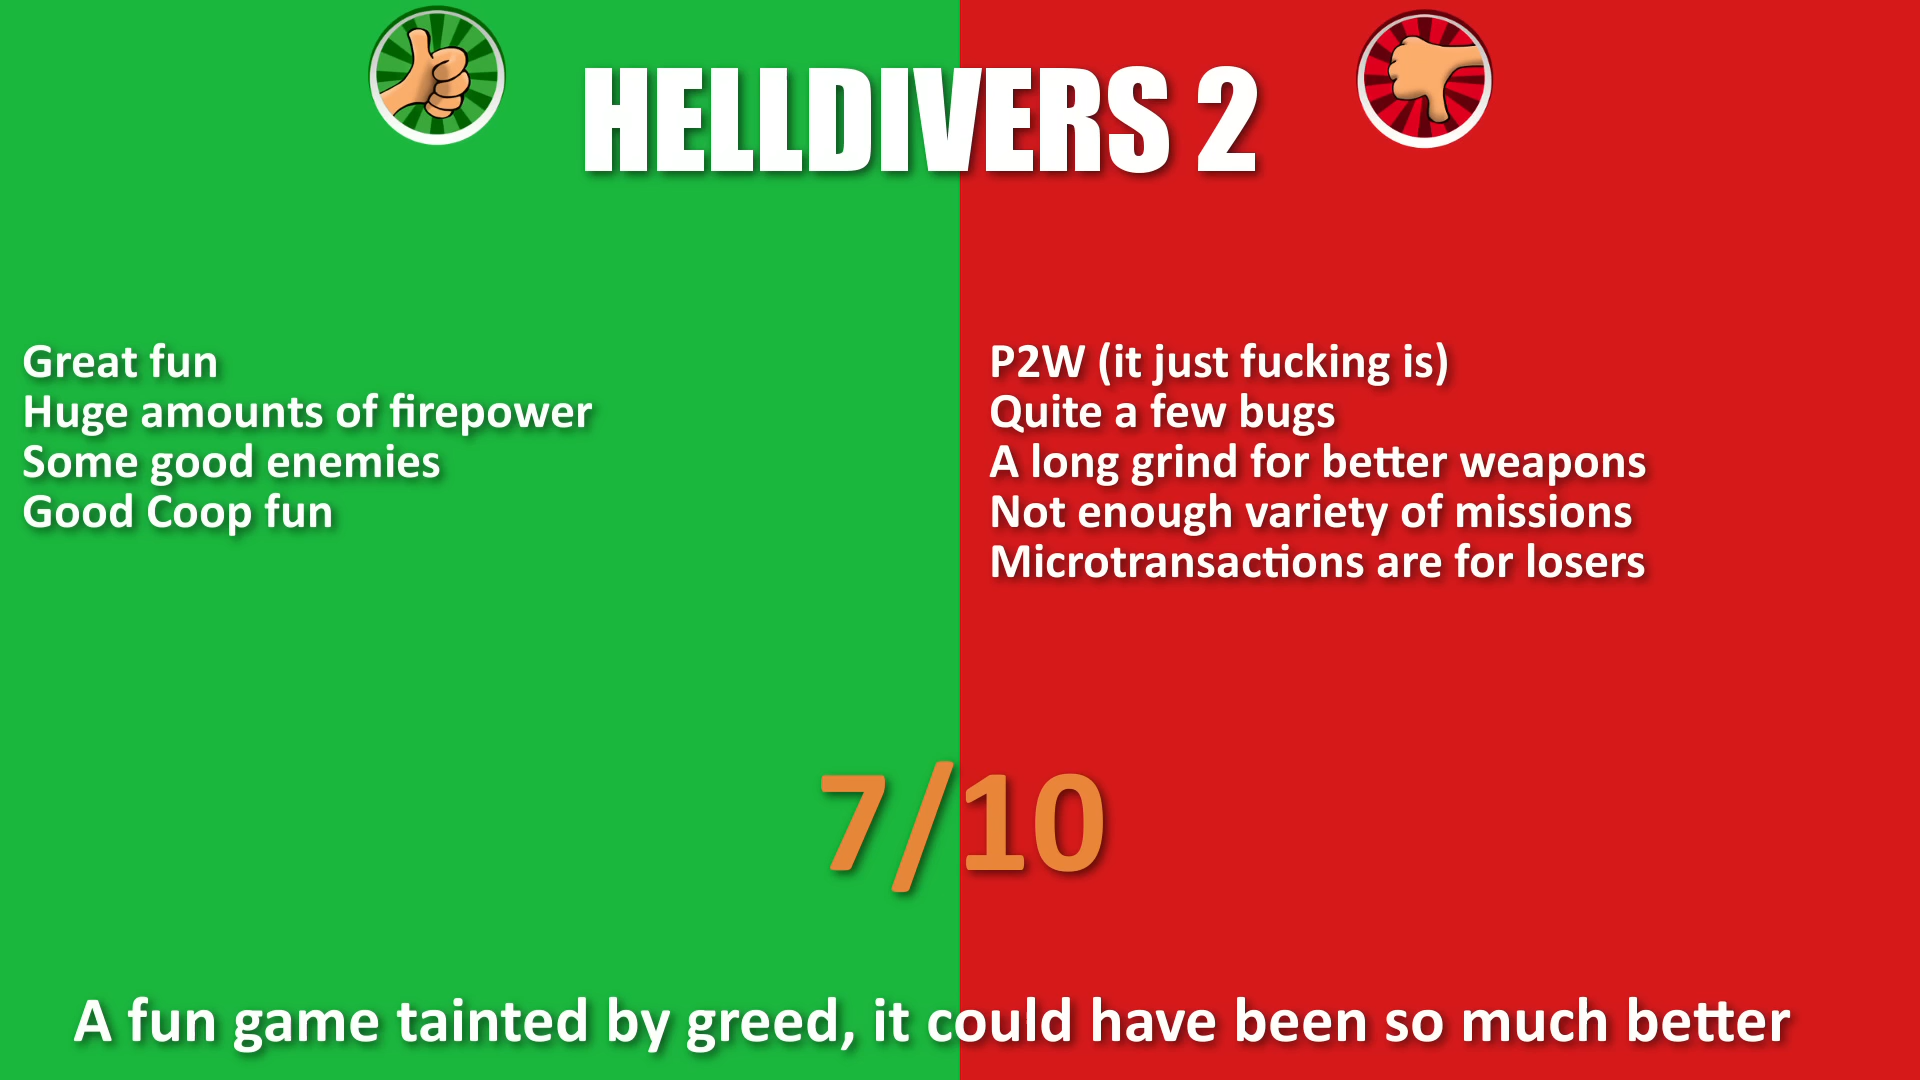 HELLDIVERS 2
Great fun
Huge amounts of firepower
Some good enemies
Good Coop fun
P2W (it just fucking is)
Quite a few bugs
A long grind for better weapons
Not enough variety of missions
Microtransactions are for losers
7/10
A fun game tainted by greed, it could have been so much better